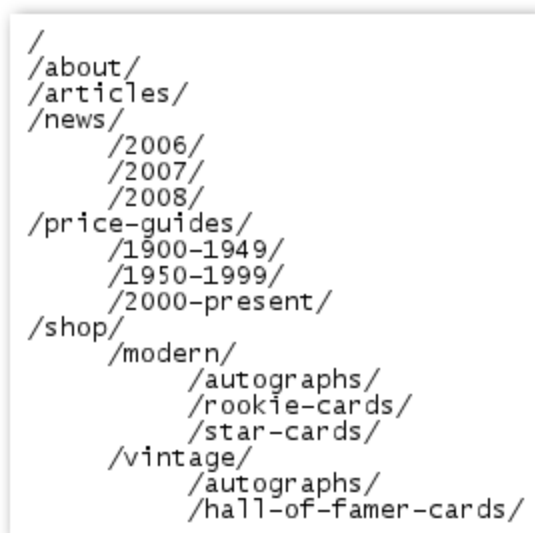 /
/about/
/articles/
/news/
/2006/
/2007/
/2008/
/price-guides/
/1900-1949/
/1950-1999/
/2000-present/
/shop/
/modern/
/autographs/
/rookie-cards/
/star-cards/
/vintage/
/autographs/
/hall-of-famer-cards/